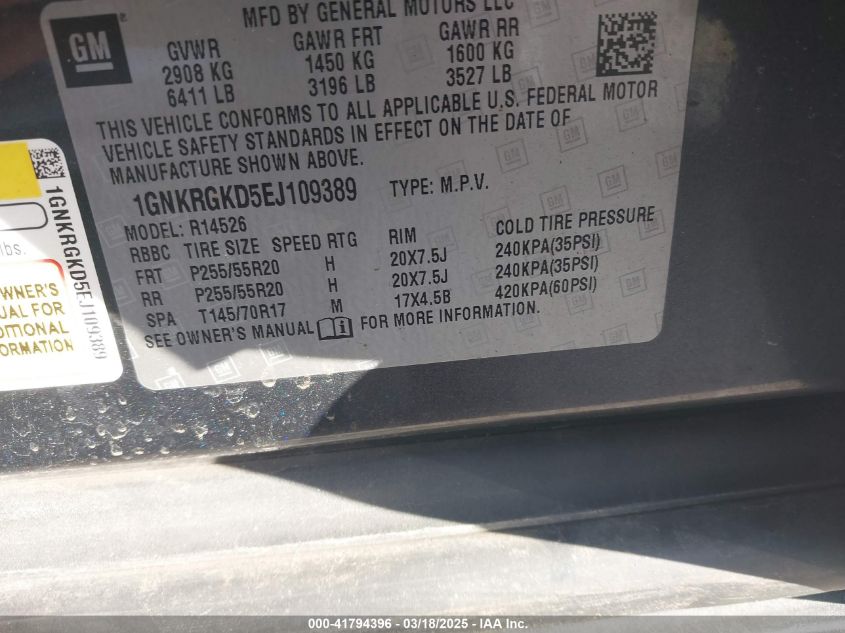 MFD BY GENERAL MOTORS LLC
GM
GVWR GAWR FRT GAWR RR
2908 KG 1450 KG 1600 KG
6411 LB 3196 LB 3527 LB
THIS VEHICLE CONFORMS TO ALL APPLICABLE U.S. FEDERAL MOTOR
VEHICLE SAFETY STANDARDS IN EFFECT ON THE DATE OF
MANUFACTURE SHOWN ABOVE.
1GNKRGKD5EJ109389 TYPE: M.P.V.
MODEL: R14526
RBBC TIRE SIZE SPEED RTG RIM COLD TIRE PRESSURE
FRT P255/55R20 H 20X7.5J 240KPA(35PSI)
RR P255/55R20 H 20X7.5J 240KPA(35PSI)
SPA T145/70R17 M 17X4.5B 420KPA(60PSI)
SEE OWNER'S MANUAL FOR MORE INFORMATION.
1GNKRGKD5EJ109389
lbs.
OWNER'S
MANUAL FOR
ADDITIONAL
INFORMATION
000-41794396 — 03/18/2025 — IAA Inc.